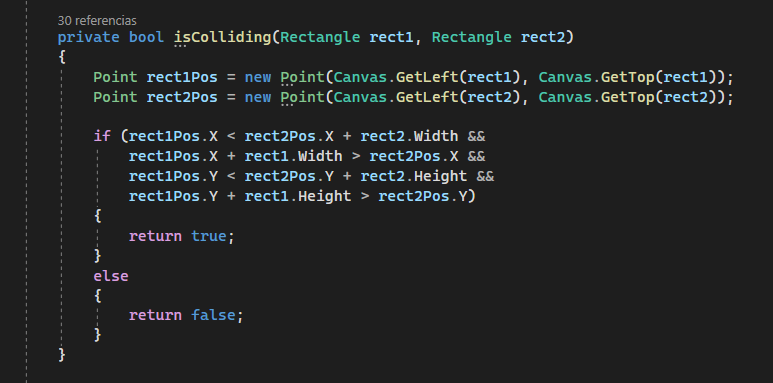 30 referencias
private bool isColliding(Rectangle rect1, Rectangle rect2)
{
Point rect1Pos = new Point(Canvas.GetLeft(rect1), Canvas.GetTop(rect1));
Point rect2Pos = new Point(Canvas.GetLeft(rect2), Canvas.GetTop(rect2));
if (rect1Pos.X < rect2Pos.X + rect2.Width &&
rect1Pos.X + rect1.Width > rect2Pos.X &&
rect1Pos.Y < rect2Pos.Y + rect2.Height &&
rect1Pos.Y + rect1.Height > rect2Pos.Y)
{
return true;
}
else
{
return false;
}
}